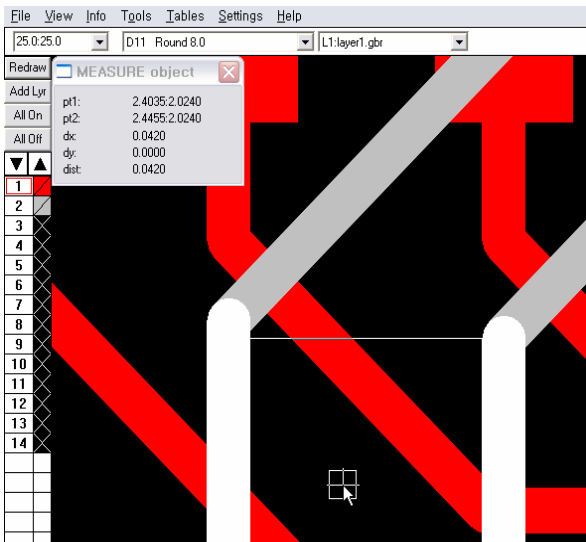 File View Info Tools Tables Settings Help
25.0:25.0 D11 Round 8.0 L1:layer1.gbr
Redraw
MEASURE object
Add Lyr
All On
All Off
pt1: 2.4035:2.0240
pt2: 2.4455:2.0240
dx: 0.0420
dy: 0.0000
dist: 0.0420
1
2
3
4
5
6
7
8
9
10
11
12
13
14